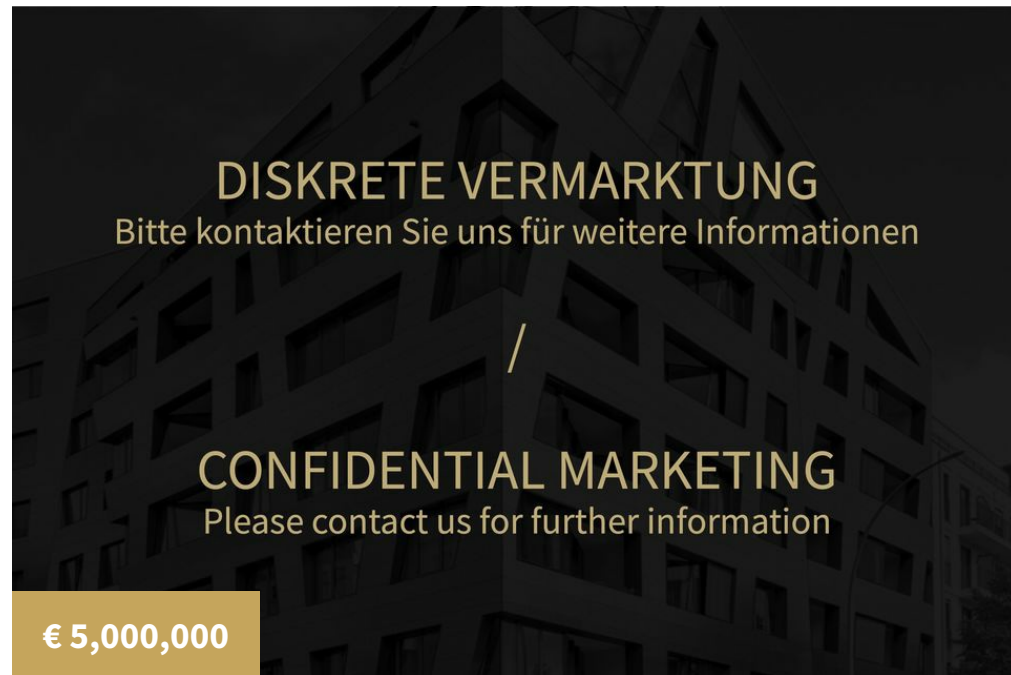 DISKRETE VERMARKTUNG
Bitte kontaktieren Sie uns für weitere Informationen
/
CONFIDENTIAL MARKETING
Please contact us for further information
€ 5,000,000